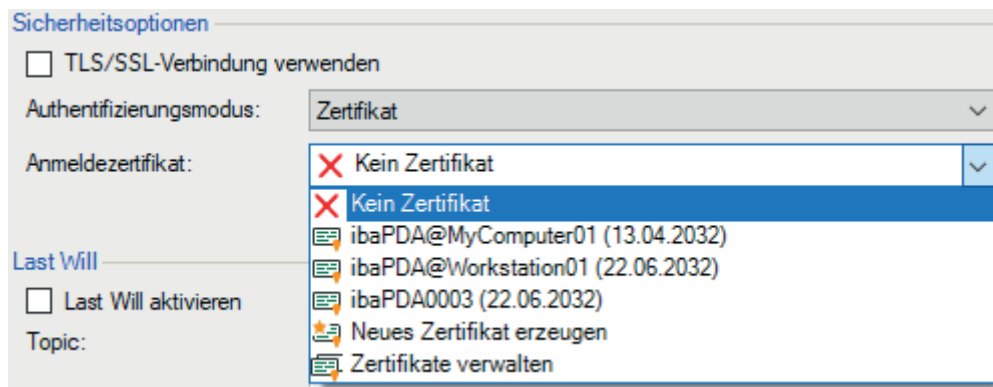 Sicherheitsoptionen
TLS/SSL-Verbindung verwenden
Authentifizierungsmodus: Zertifikat
Anmeldezertifikat: Kein Zertifikat
Kein Zertifikat
ibaPDA@MyComputer01 (13.04.2032)
ibaPDA@Workstation01 (22.06.2032)
Last Will
ibaPDA0003 (22.06.2032)
Last Will aktivieren
Neues Zertifikat erzeugen
Topic:
Zertifikate verwalten